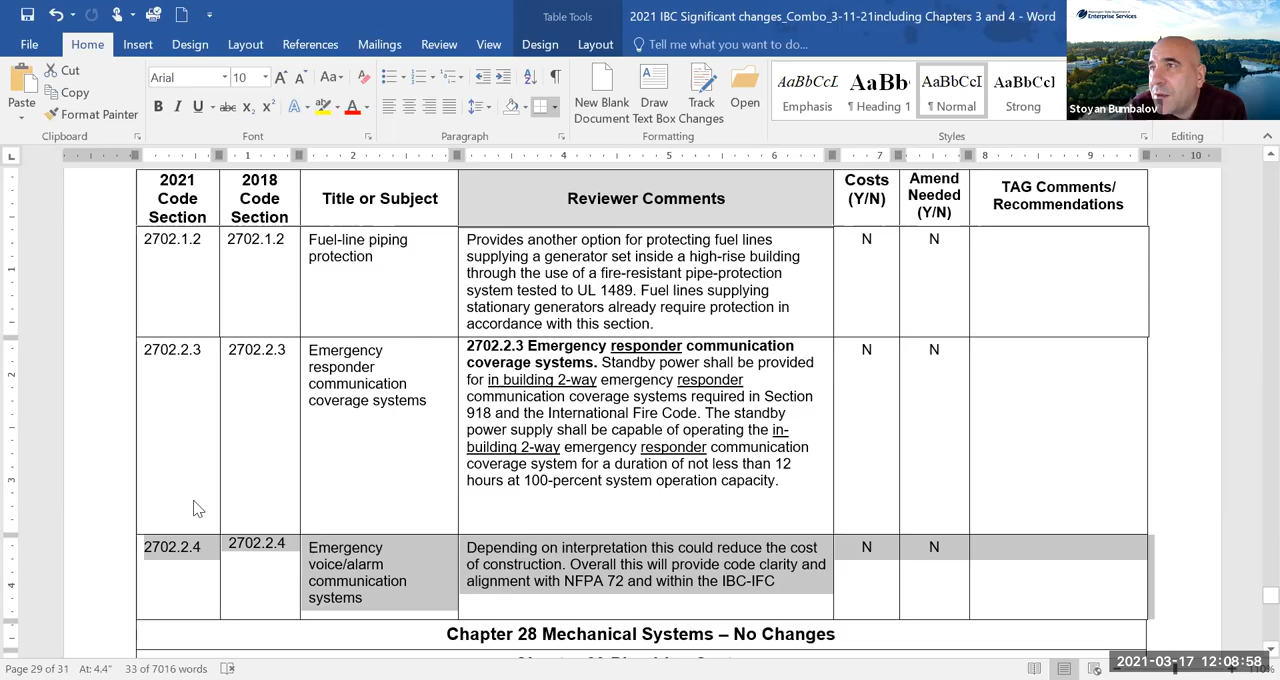 Table Tools
2021 IBC Significant changes_Combo_3-11-21including Chapters 3 and 4 - Word
Enterprise Services
File Home Insert Design Layout References Mailings Review View Design Layout Tell me what you want to do...
Paste
Cut
Copy
Format Painter
Arial 10
New Blank Document
Draw Text Box
Track Changes
Open
AaBbCcL Emphasis
AaBb ¶ Heading 1
AaBbCcI ¶ Normal
AaBbCcl Strong
Stoyan Bumbalov
Clipboard Font Paragraph Formatting Styles Editing
1 2 4 5 6 7 8 9 10
2021 Code Section
2018 Code Section
Title or Subject
Reviewer Comments
Costs (Y/N)
Amend Needed (Y/N)
TAG Comments/ Recommendations
2702.1.2
2702.1.2
Fuel-line piping
protection
Provides another option for protecting fuel lines
supplying a generator set inside a high-rise building
through the use of a fire-resistant pipe-protection
system tested to UL 1489. Fuel lines supplying
stationary generators already require protection in
accordance with this section.
N
N
2702.2.3
2702.2.3
Emergency
responder
communication
coverage systems
2702.2.3 Emergency responder communication
coverage systems. Standby power shall be provided
for in building 2-way emergency responder
communication coverage systems required in Section
918 and the International Fire Code. The standby
power supply shall be capable of operating the in-
building 2-way emergency responder communication
coverage system for a duration of not less than 12
hours at 100-percent system operation capacity.
N
N
2702.2.4
2702.2.4
Emergency
voice/alarm
communication
systems
Depending on interpretation this could reduce the cost
of construction. Overall this will provide code clarity and
alignment with NFPA 72 and within the IBC-IFC
N
N
Chapter 28 Mechanical Systems – No Changes
Page 29 of 31 At: 4.4" 33 of 7016 words
2021-03-17 12:08:58